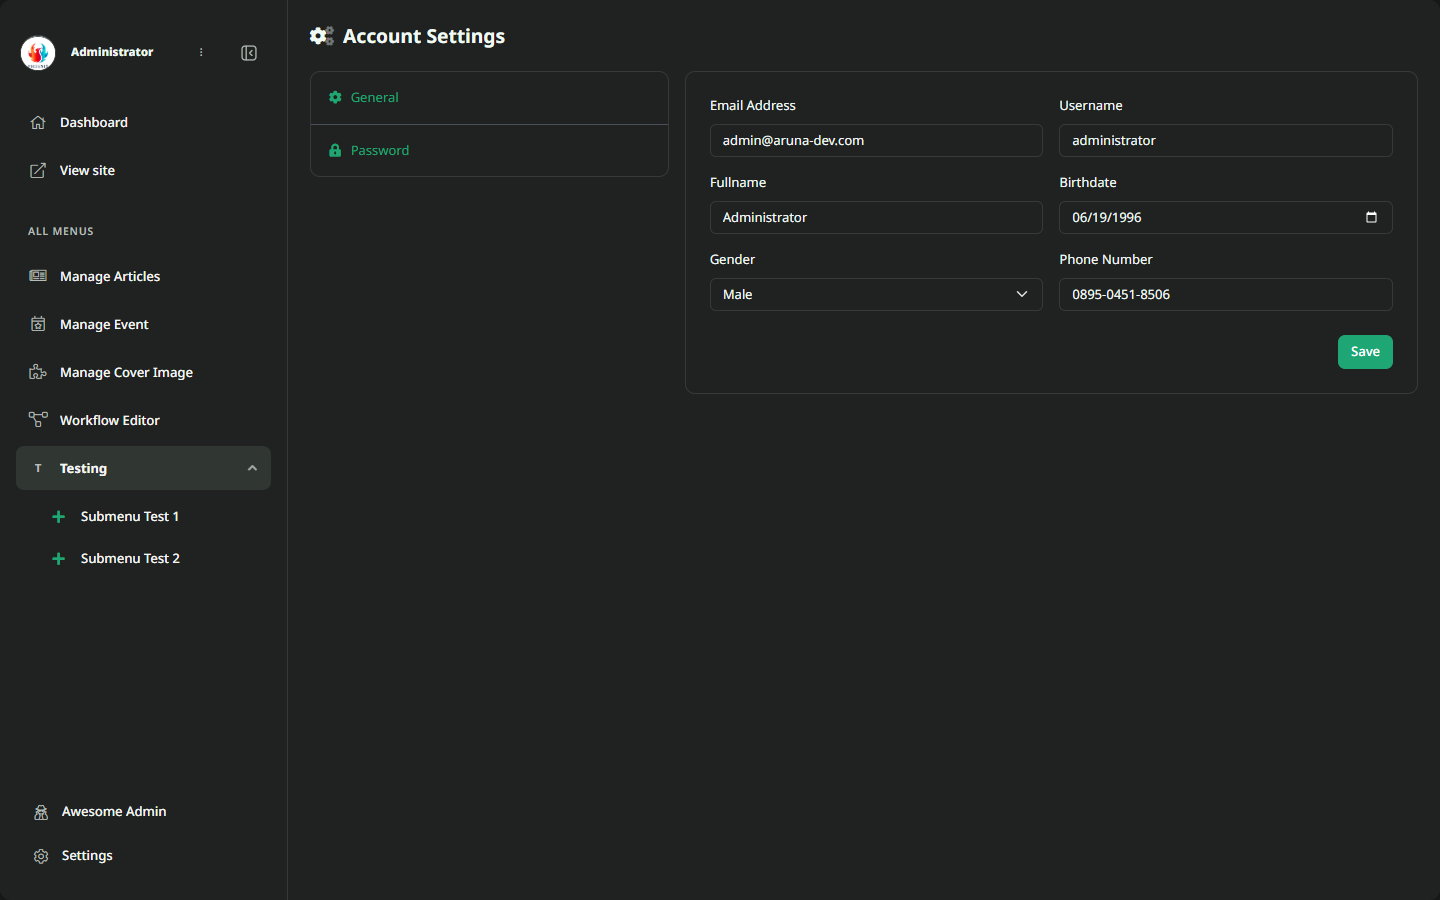 Administrator
Dashboard
View site
ALL MENUS
Manage Articles
Manage Event
Manage Cover Image
Workflow Editor
T Testing
Submenu Test 1
Submenu Test 2
Awesome Admin
Settings
Account Settings
General
Password
Email Address
admin@aruna-dev.com
Username
administrator
Fullname
Administrator
Birthdate
06/19/1996
Gender
Male
Phone Number
0895-0451-8506
Save